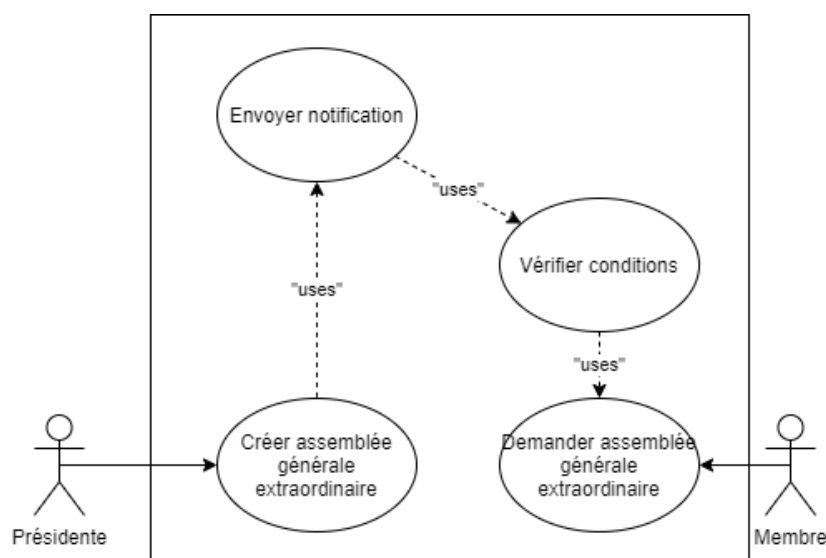 Envoyer notification
"uses"
Vérifier conditions
"uses"
"uses"
Créer assemblée
générale
extraordinaire
Demander assemblée
générale
extraordinaire
Présidente
Membre